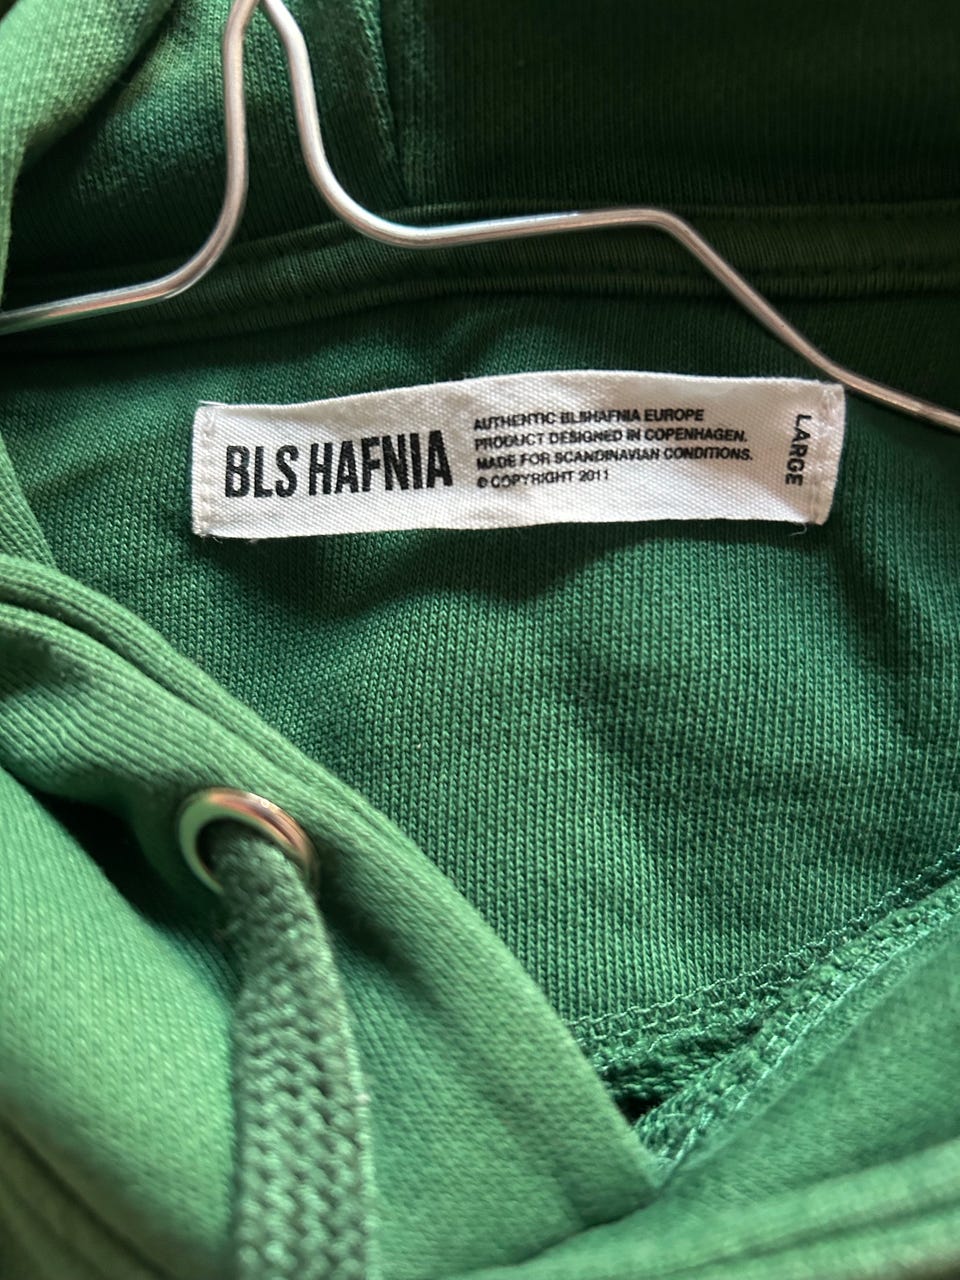 BLS HAFNIA
AUTHENTIC BLSHAFNIA EUROPE
PRODUCT DESIGNED IN COPENHAGEN.
MADE FOR SCANDINAVIAN CONDITIONS.
© COPYRIGHT 2011
LARGE